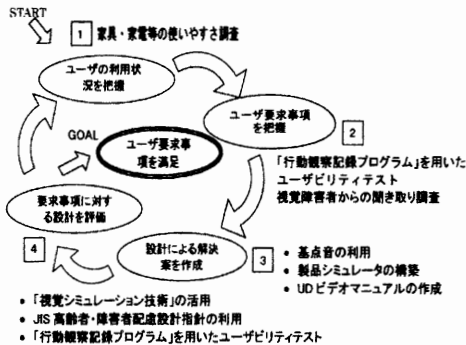 START
1 家具・家電等の使いやすさ調査
ユーザの利用状
況を把握
ユーザ要求事項
を把握
2
「行動観察記録プログラム」を用いた
ユーザビリティテスト
視覚障害者からの聞き取り調査
GOAL
ユーザ要求事
項を満足
要求事項に対す
る設計を評価
4
設計による解決
案を作成
3
• 基点音の利用
• 製品シミュレータの構築
• UDビデオマニュアルの作成
• 「視覚シミュレーション技術」の活用
• JIS 高齢者・障害者配慮設計指針の利用
• 「行動観察記録プログラム」を用いたユーザビリティテスト